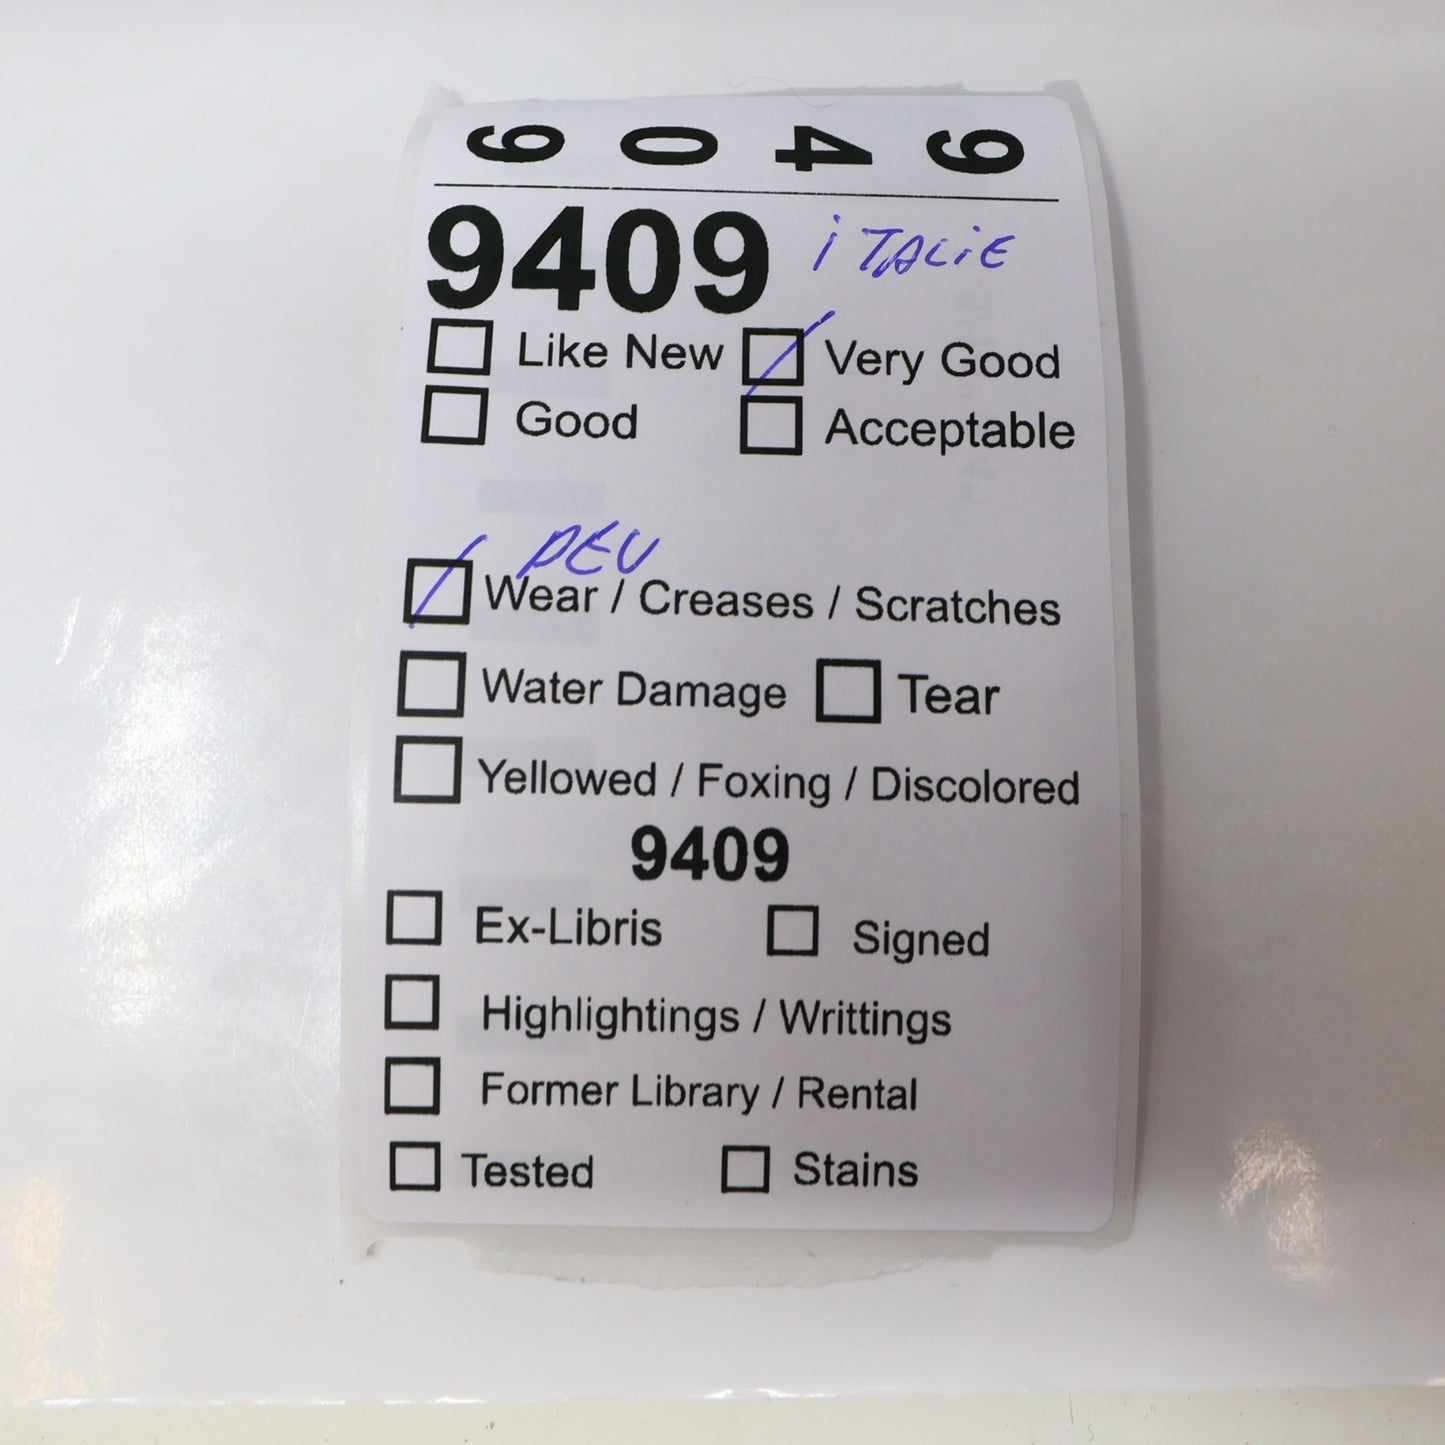 9409
9409 iTALiE
Like New Very Good
Good Acceptable
PEU
Wear / Creases / Scratches
Water Damage Tear
Yellowed / Foxing / Discolored
9409
Ex-Libris Signed
Highlightings / Writtings
Former Library / Rental
Tested Stains